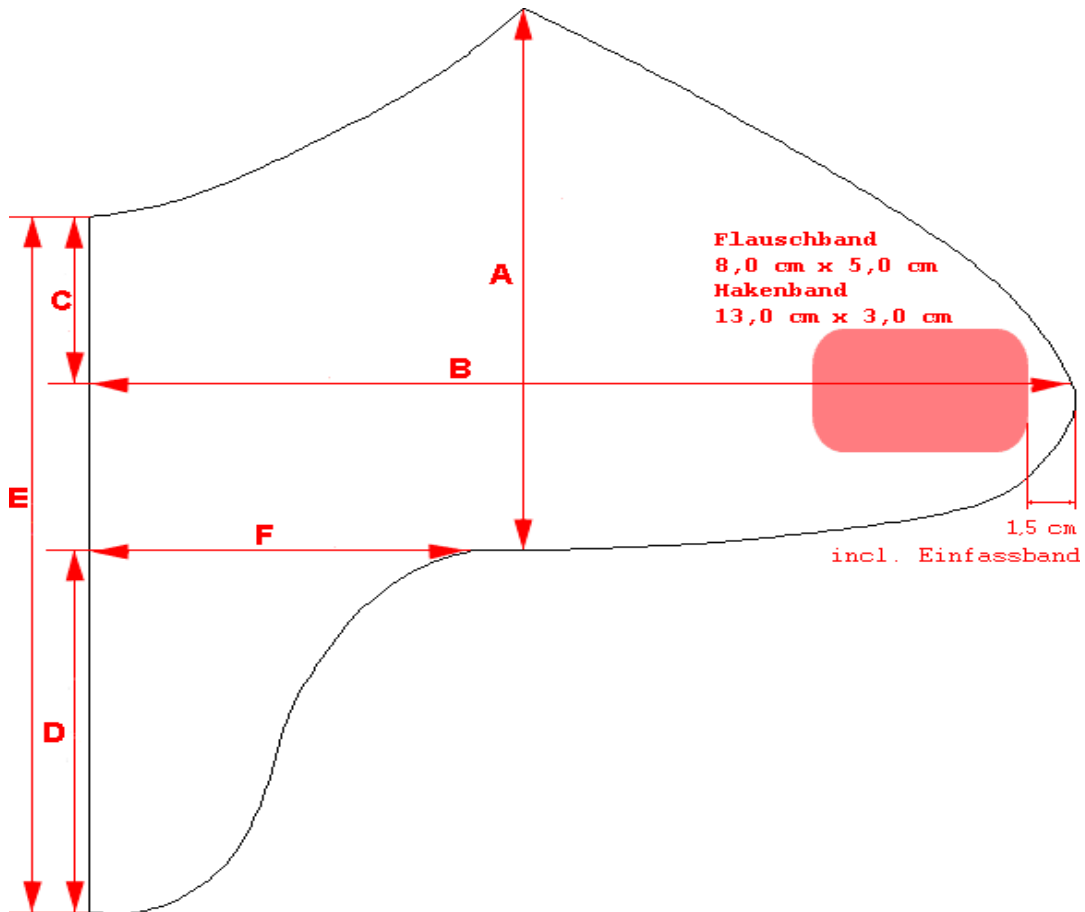 A
Flauschband
8,0 cm x 5,0 cm
Hakenband
13,0 cm x 3,0 cm
C
B
E
F
1,5 cm
incl. Einfassband
D